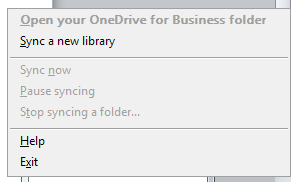 Open your OneDrive for Business folder
Sync a new library
Sync now
Pause syncing
Stop syncing a folder...
Help
Exit